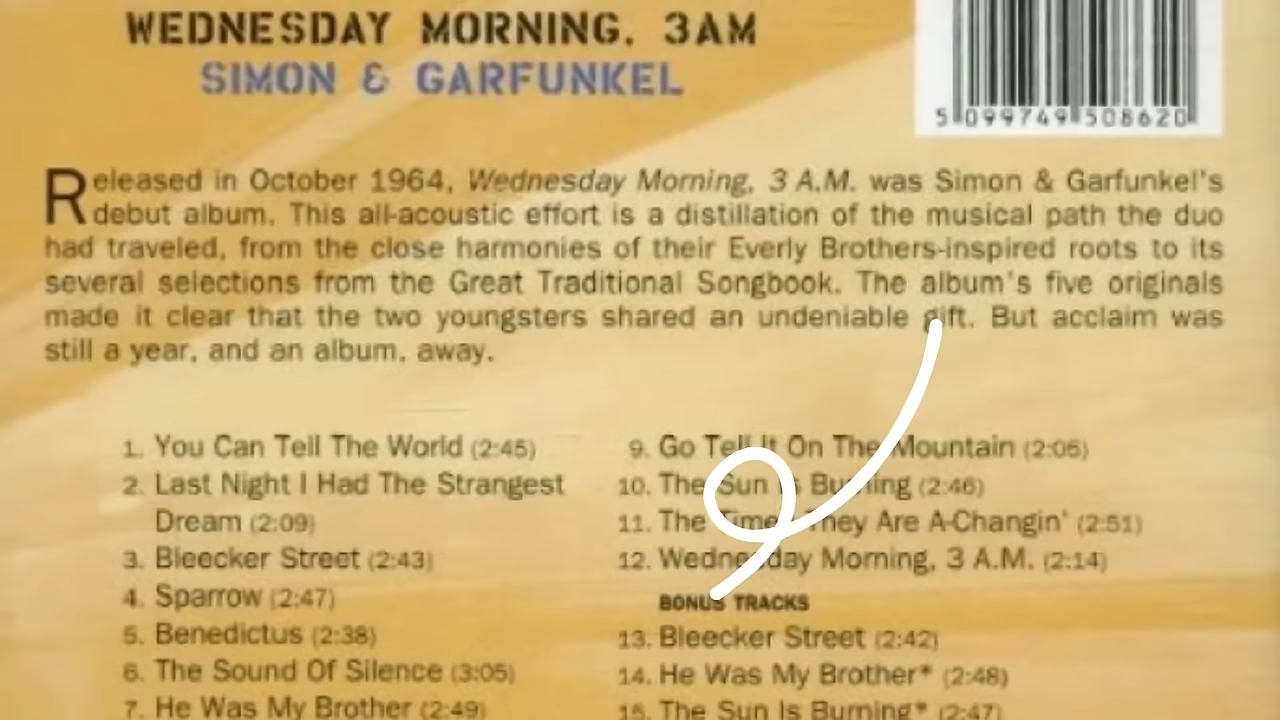 WEDNESDAY MORNING, 3AM
SIMON & GARFUNKEL
5 099749 508620
Released in October 1964, Wednesday Morning, 3 A.M. was Simon & Garfunkel's
debut album. This all-acoustic effort is a distillation of the musical path the duo
had traveled, from the close harmonies of their Everly Brothers-inspired roots to its
several selections from the Great Traditional Songbook. The album's five originals
made it clear that the two youngsters shared an undeniable gift. But acclaim was
still a year, and an album, away.
1. You Can Tell The World (2:45)
2. Last Night I Had The Strangest
Dream (2:09)
3. Bleecker Street (2:43)
4. Sparrow (2:47)
5. Benedictus (2:38)
6. The Sound Of Silence (3:05)
7. He Was My Brother (2:49)
9. Go Tell It On The Mountain (2:05)
10. The Sun Is Burning (2:46)
11. The Times They Are A-Changin' (2:51)
12. Wednesday Morning, 3 A.M. (2:14)
BONUS TRACKS
13. Bleecker Street (2:42)
14. He Was My Brother* (2:48)
15. The Sun Is Burning* (2:47)